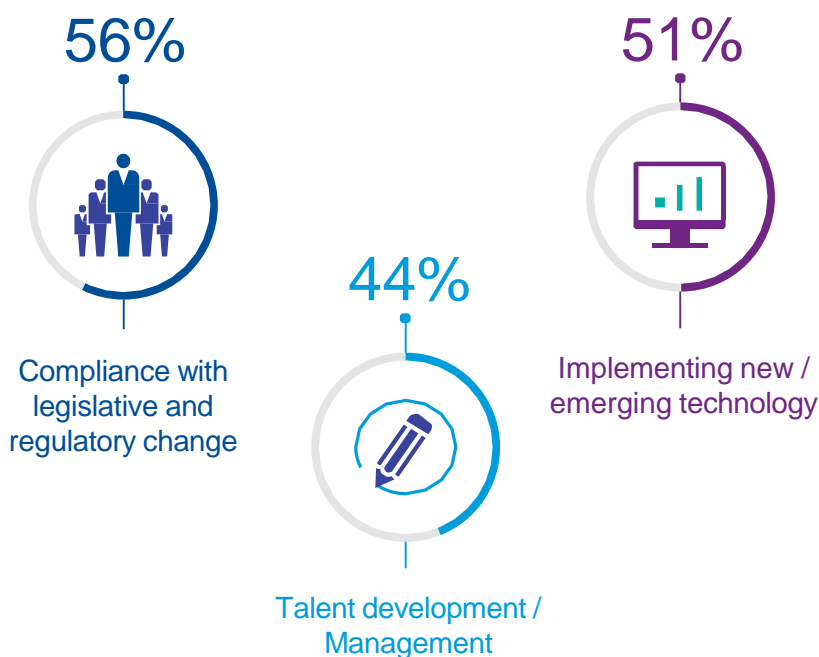 56%
Compliance with
legislative and
regulatory change
44%
Talent development /
Management
51%
Implementing new /
emerging technology